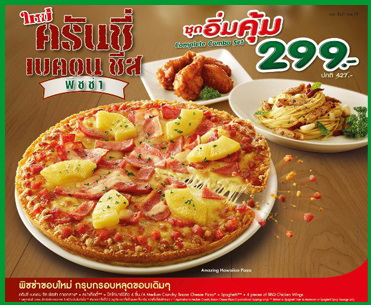 ใหม่
ครันชี่
เบคอน ชีส
พิซซ่า
ชุดอิ่มคุ้ม
Complete Combo Set
299.-
ปกติ 427.-
Amazing Hawaiian Pizza
พิซซ่าขอบใหม่ กรุบกรอบหลุดขอบเดิมๆ